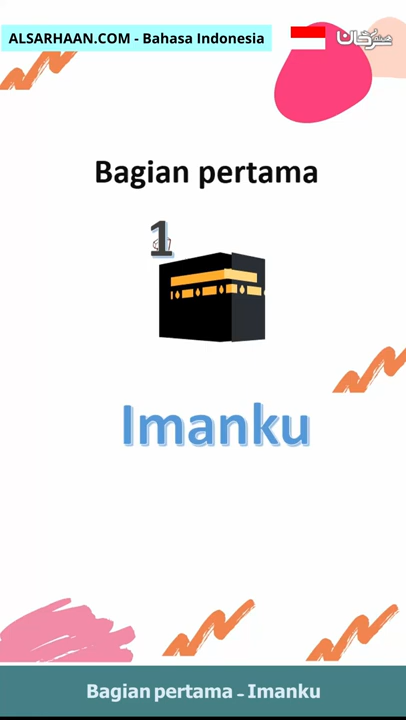 ALSARHAAN.COM - Bahasa Indonesia
Bagian pertama
1
Imanku
Bagian pertama - Imanku